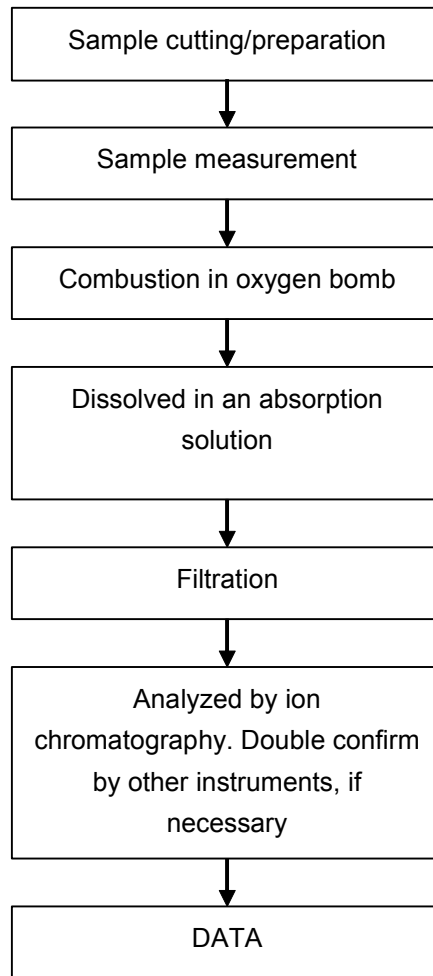 Sample cutting/preparation
Sample measurement
Combustion in oxygen bomb
Dissolved in an absorption
solution
Filtration
Analyzed by ion
chromatography. Double confirm
by other instruments, if
necessary
DATA